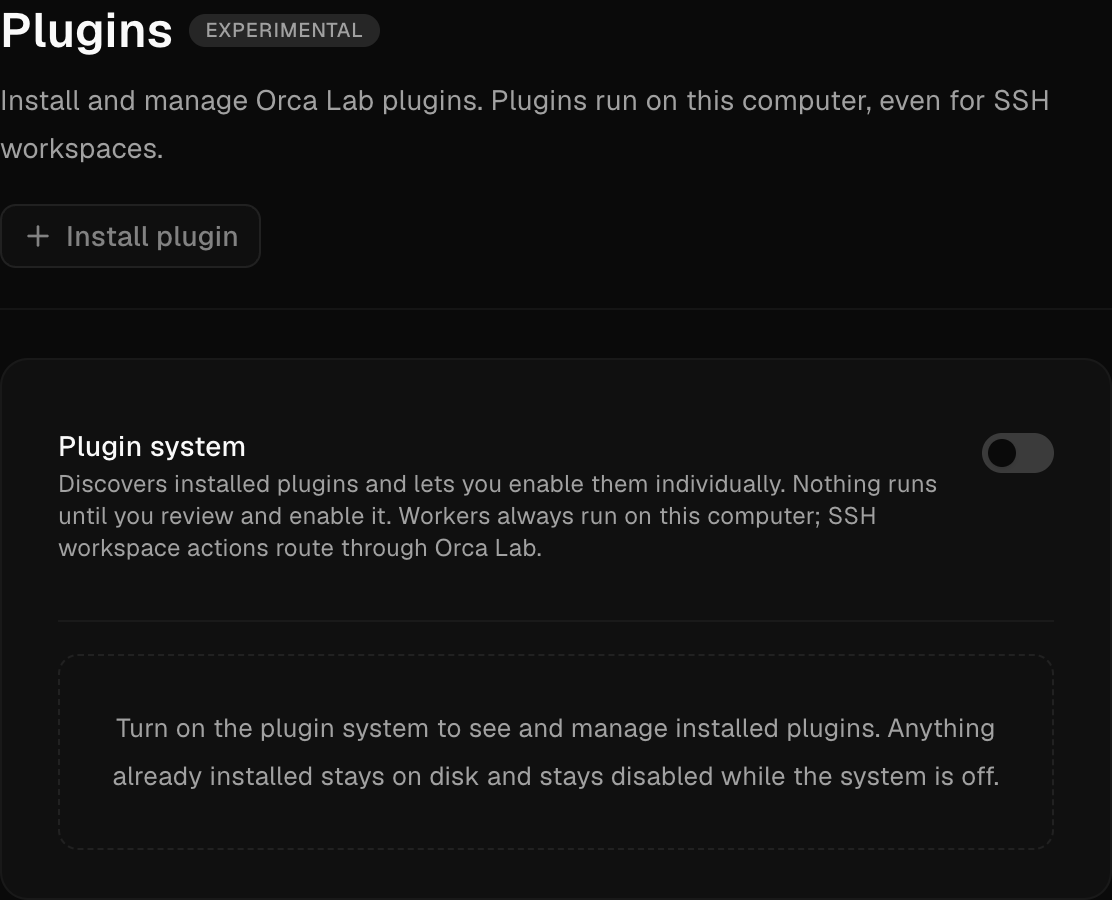 Plugins EXPERIMENTAL
Install and manage Orca Lab plugins. Plugins run on this computer, even for SSH
workspaces.
+ Install plugin
Plugin system
Discovers installed plugins and lets you enable them individually. Nothing runs
until you review and enable it. Workers always run on this computer; SSH
workspace actions route through Orca Lab.
Turn on the plugin system to see and manage installed plugins. Anything
already installed stays on disk and stays disabled while the system is off.